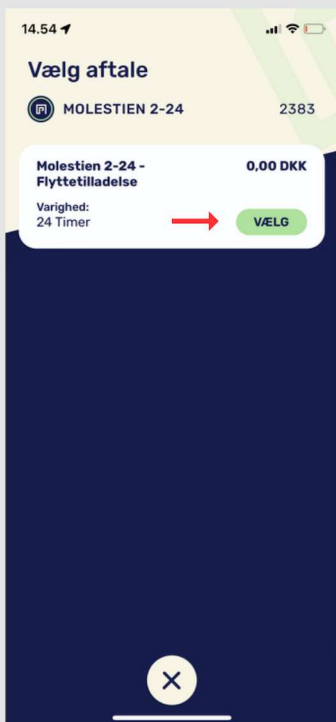 14.54
Vælg aftale
MOLESTIEN 2-24 2383
Molestien 2-24 - 0,00 DKK
Flyttetilladelse
Varighed:
24 Timer VÆLG